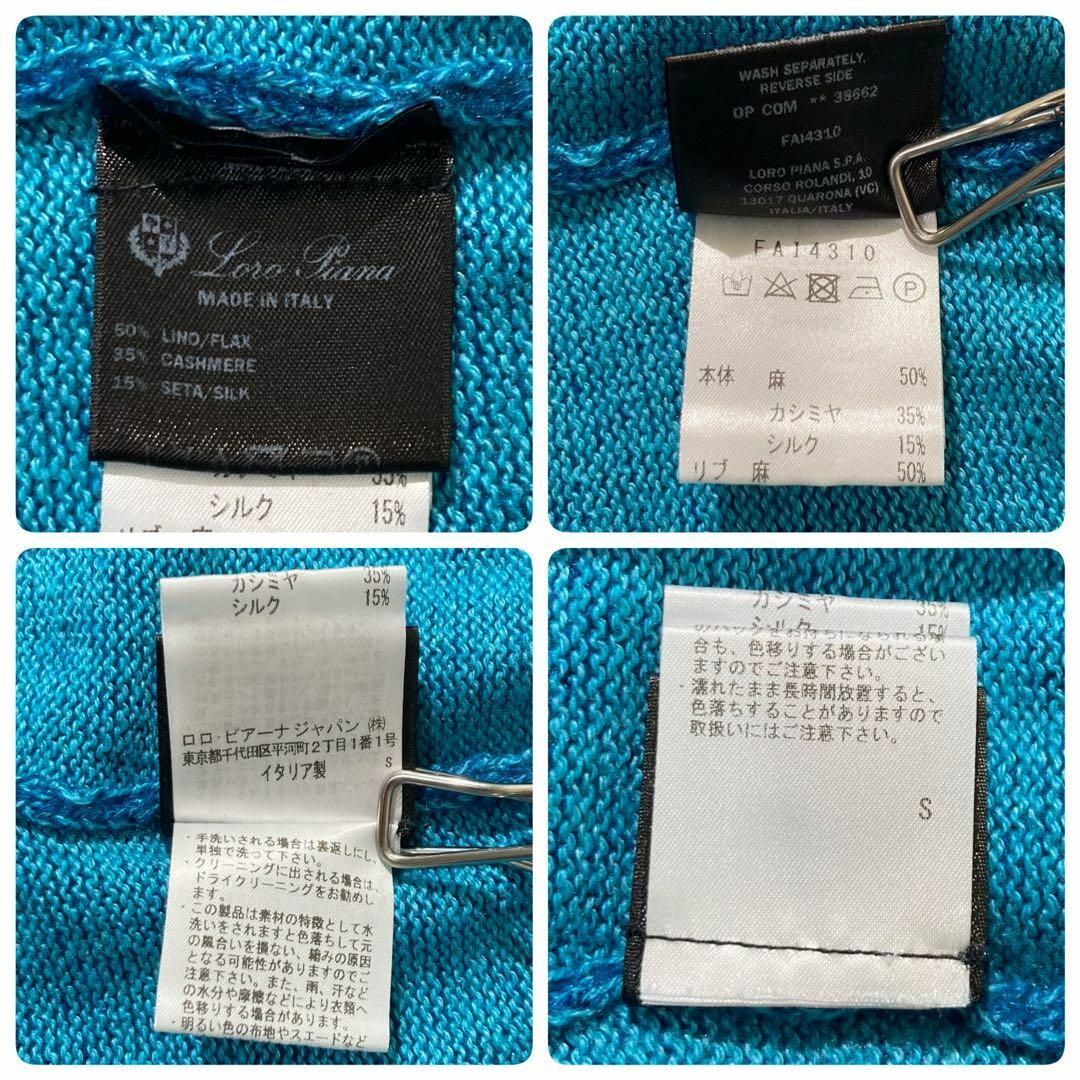 Loro Piana
MADE IN ITALY
50% LINO/FLAX
35% CASHMERE
15% SETA/SILK
カシミヤ 35%
シルク 15%
リブ 麻
WASH SEPARATELY.
REVERSE SIDE
OP COM ** 38662
FAI4310
LORO PIANA S.P.A.
CORSO ROLANDI, 10
13017 QUARONA (VC)
ITALIA/ITALY
FAI4310
P
本体 麻 50%
カシミヤ 35%
シルク 15%
リブ 麻 50%
カシミヤ 35%
シルク 15%
ロロ・ピアーナジャパン(株)
東京都千代田区平河町2丁目1番1号
イタリア製 S
・手洗いされる場合は裏返しにし、
単独で洗って下さい。
・クリーニングに出される場合は、
ドライクリーニングをお勧めし
ます。
・この製品は素材の特徴として水
洗いをされますと色落ちして元
の風合いを損ない、縮みの原因
となる可能性がありますのでご
注意下さい。また、雨、汗など
の水分や摩擦などにより衣類へ
色移りする場合があります。
・明るい色の布地やスエードなど
カシミヤ 35%
シルク 15%
合も、色移りする場合がござい
ますのでご注意下さい。
・濡れたまま長時間放置すると、
色落ちすることがありますので
取扱いにはご注意下さい。
S